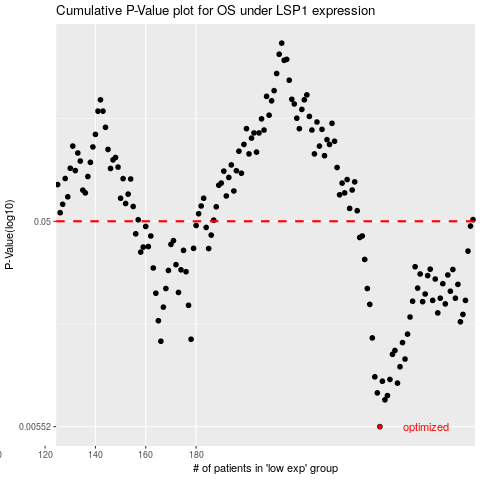 Cumulative P-Value plot for OS under LSP1 expression
P-Value(log10)
0.05
0.00552
optimized
0 120 140 160 180
# of patients in 'low exp' group